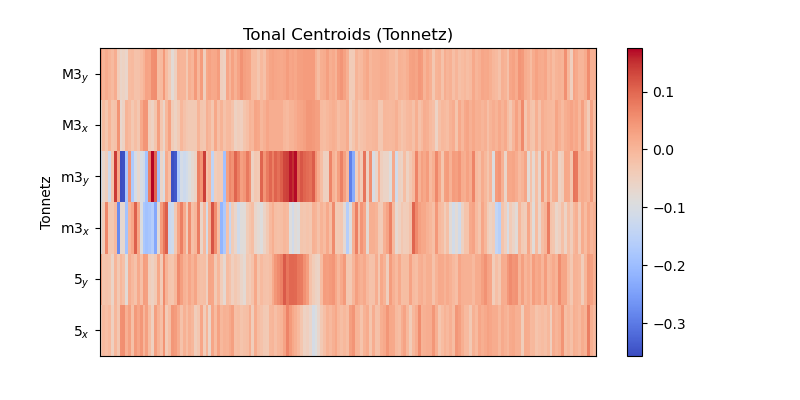 Tonal Centroids (Tonnetz)
Tonnetz
M3y
M3x
m3y
m3x
5y
5x
0.1
0.0
−0.1
−0.2
−0.3